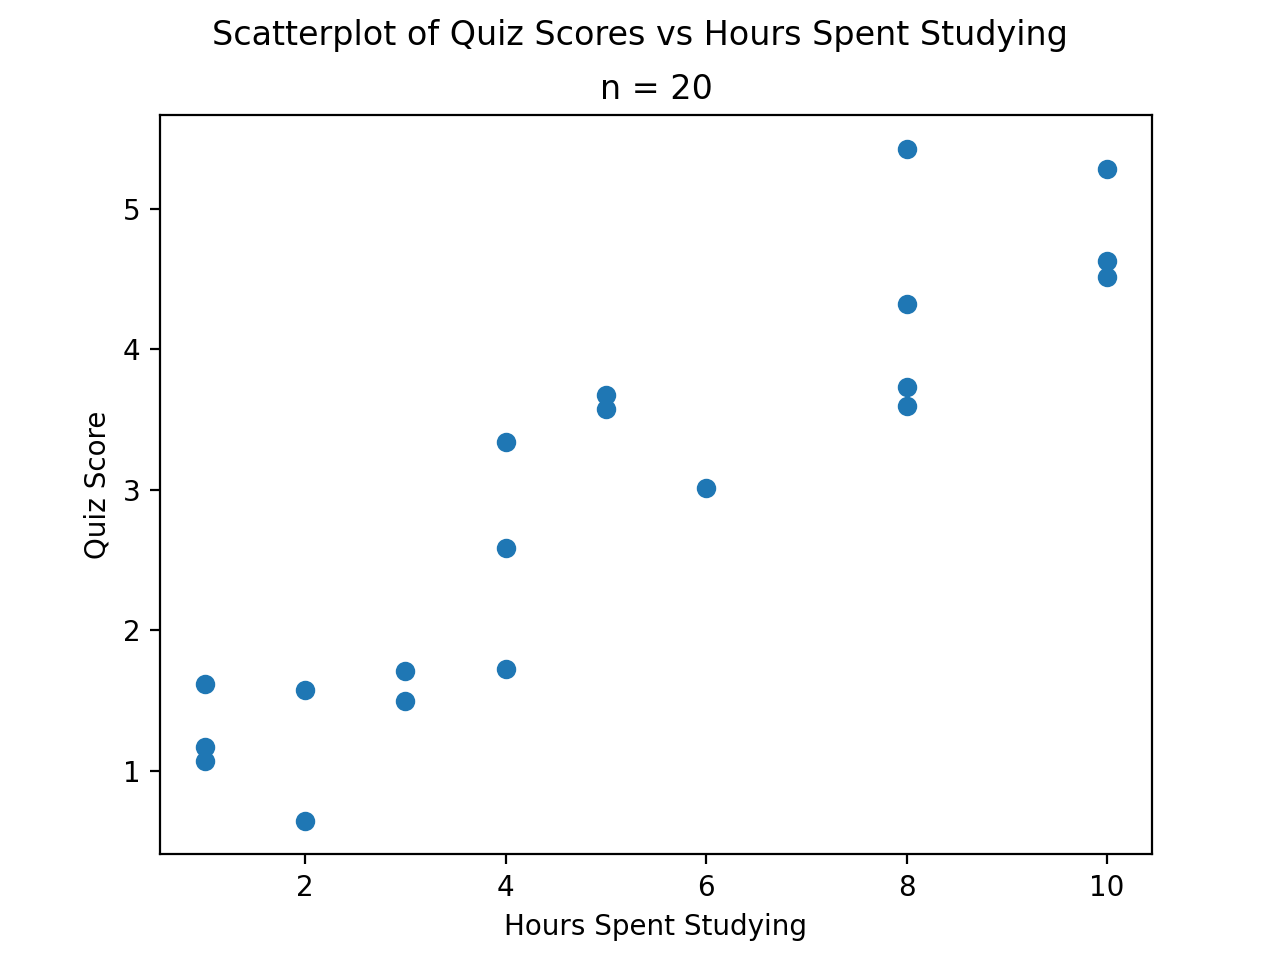 Scatterplot of Quiz Scores vs Hours Spent Studying
n = 20
5
4
3
2
1
Quiz Score
2 4 6 8 10
Hours Spent Studying